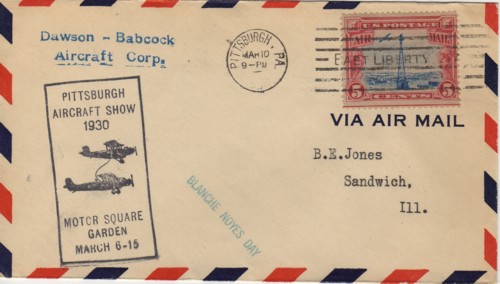 Dawson - Babcock
Aircraft Corp.
PITTSBURGH, PA.
MAR 10
9-PM
U.S. POSTAGE
AIR MAIL
EAST LIBERTY
5 CENTS 5
VIA AIR MAIL
PITTSBURGH
AIRCRAFT SHOW
1930
MOTOR SQUARE
GARDEN
MARCH 6-15
BLANCHE NOYES DAY
B.E.Jones
Sandwich,
Ill.